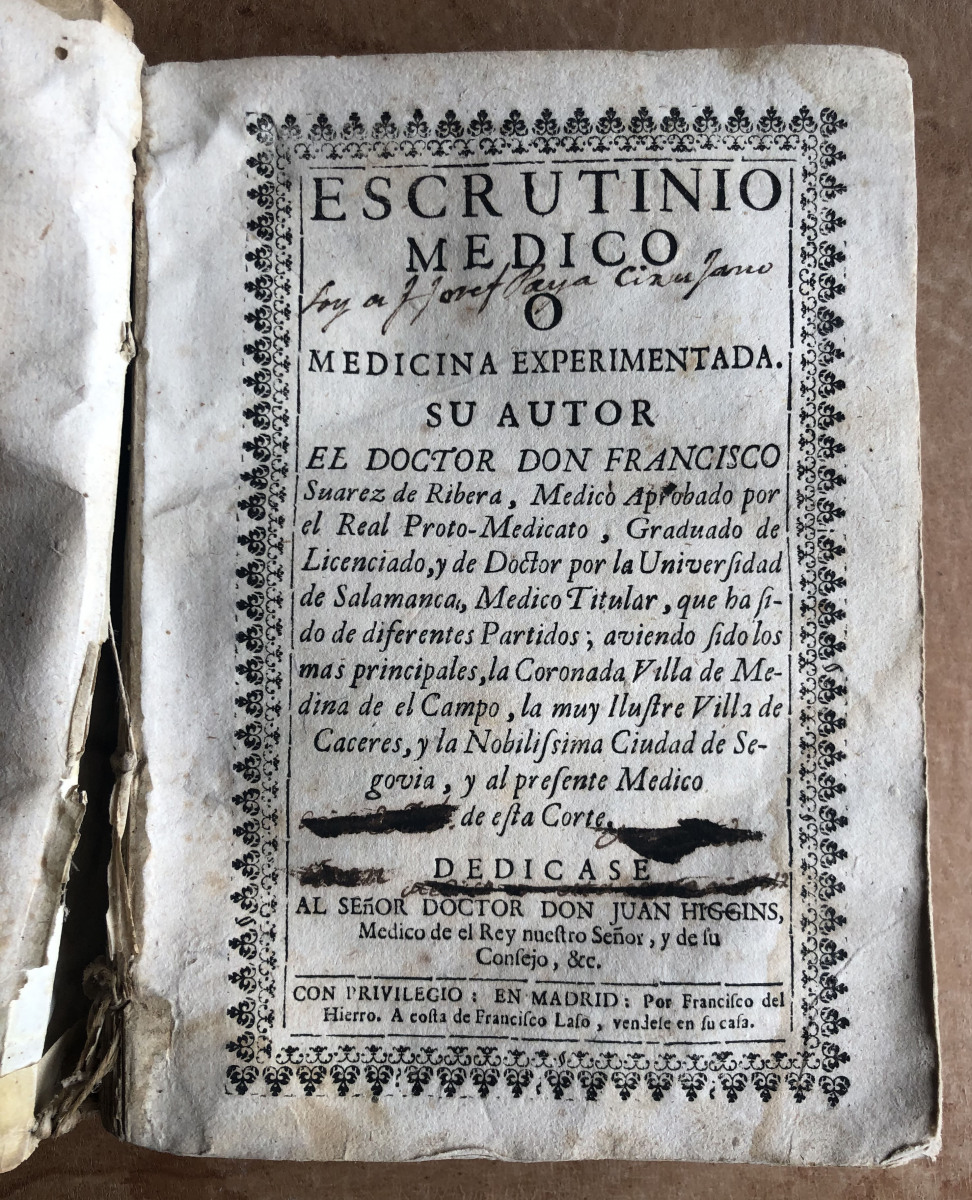 ESCRUTINIO
MEDICO
Soy de Josef Paya Cirujano
O
MEDICINA EXPERIMENTADA.
SU AUTOR
EL DOCTOR DON FRANCISCO
Suarez de Ribera, Medico Aprobado por
el Real Proto-Medicato, Graduado de
Licenciado, y de Doctor por la Univerſidad
de Salamanca, Medico Titular, que ha ſi-
do de diferentes Partidos; aviendo ſido los
mas principales, la Coronada Villa de Me-
dina de el Campo, la muy Iluſtre Villa de
Caceres, y la Nobiliſsima Ciudad de Se-
govia, y al preſente Medico
de eſta Corte.
DEDICASE
AL SEñOR DOCTOR DON JUAN HIGGINS,
Medico de el Rey nueſtro Señor, y de ſu
Conſejo, &c.
CON PRIVILEGIO: EN MADRID: Por Franciſco del
Hierro. A coſta de Franciſco Laſo, vendeſe en ſu caſa.